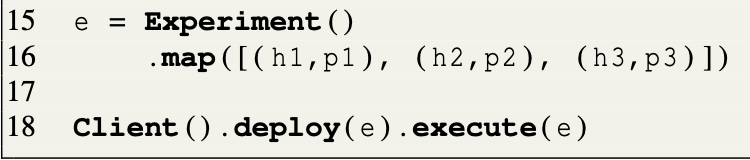 15 e = Experiment()
16 .map([(h1,p1), (h2,p2), (h3,p3)])
17
18 Client().deploy(e).execute(e)